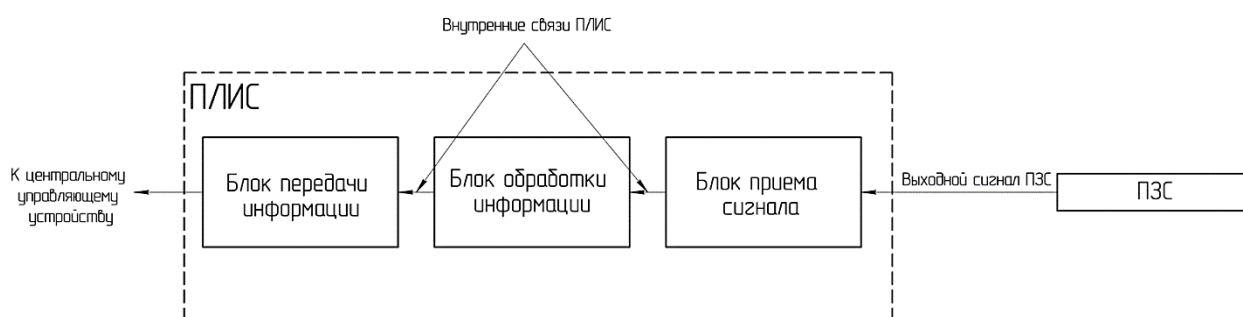 Внутренние связи ПЛИС
ПЛИС
К центральному
управляющему
устройству
Блок передачи
информации
Блок обработки
информации
Блок приема
сигнала
Выходной сигнал ПЗС
ПЗС